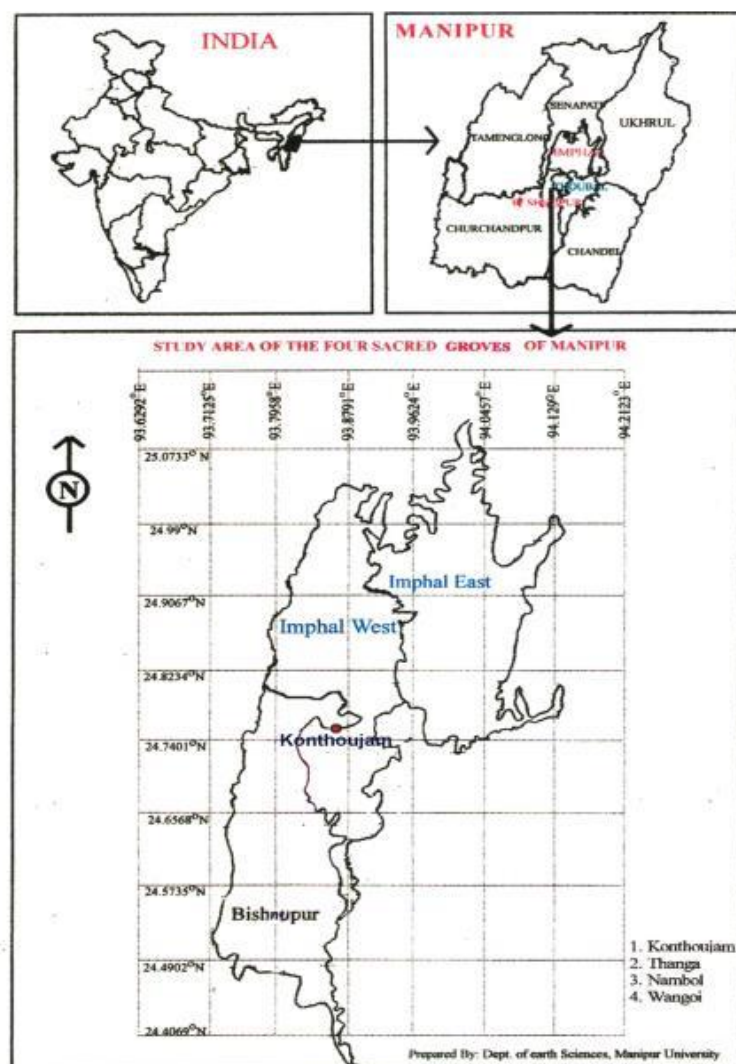 INDIA
MANIPUR
SENAPATI
UKHRUL
TAMENGLONG
IMPHAL
THOUBAL
CHURCHANDPUR
CHANDEL
STUDY AREA OF THE FOUR SACRED GROVES OF MANIPUR
93.6292°E
93.7125°E
93.7958°E
93.8791°E
93.9624°E
94.0457°E
94.129°E
94.2123°E
N
25.0733°N
24.99°N
24.9067°N
24.8234°N
24.7401°N
24.6568°N
24.5735°N
24.4902°N
24.4069°N
Imphal East
Imphal West
Konthoujam
Bishnupur
1. Konthoujam
2. Thanga
3. Nambol
4. Wangoi
Prepared By: Dept. of earth Sciences, Manipur University